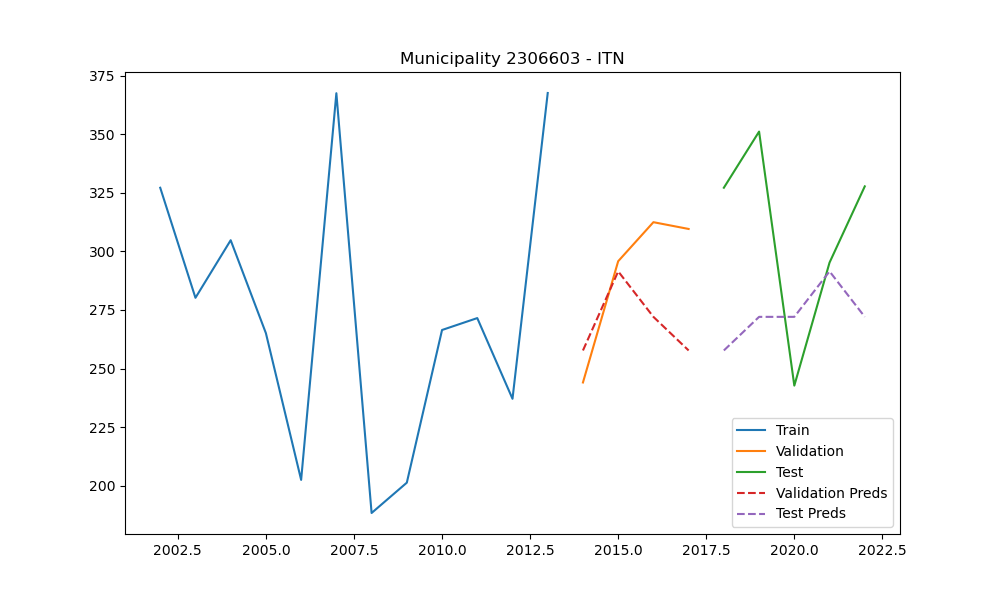 Municipality 2306603 - ITN
375
350
325
300
275
250
225
200
2002.5 2005.0 2007.5 2010.0 2012.5 2015.0 2017.5 2020.0 2022.5
Train
Validation
Test
Validation Preds
Test Preds